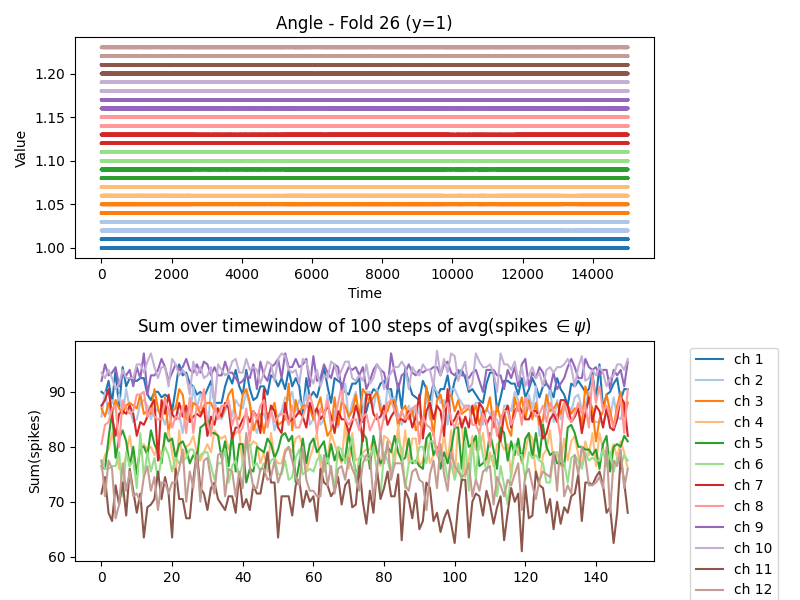 Angle - Fold 26 (y=1)
Value
1.20
1.15
1.10
1.05
1.00
0 2000 4000 6000 8000 10000 12000 14000
Time
Sum over timewindow of 100 steps of avg(spikes ∈ ψ)
Sum(spikes)
90
80
70
60
0 20 40 60 80 100 120 140
ch 1
ch 2
ch 3
ch 4
ch 5
ch 6
ch 7
ch 8
ch 9
ch 10
ch 11
ch 12